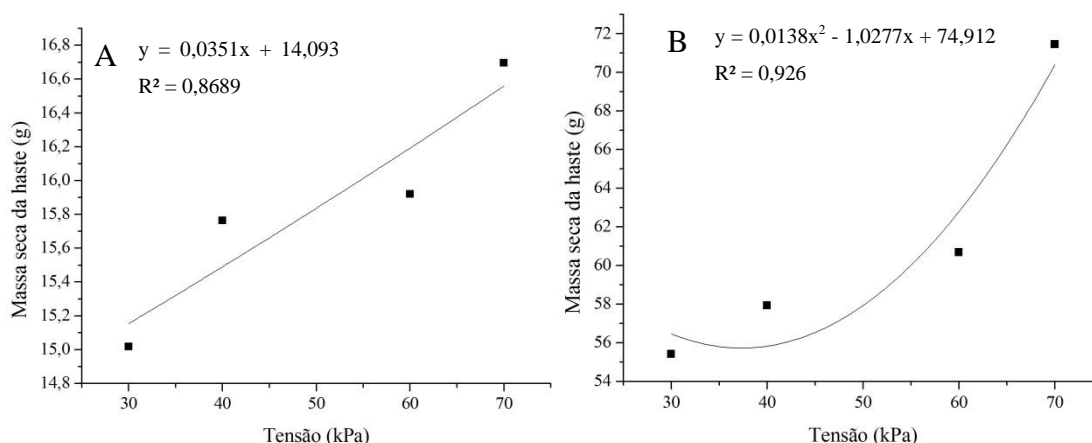 A
y = 0,0351x + 14,093
R² = 0,8689
Massa seca da haste (g)
16,8
16,6
16,4
16,2
16,0
15,8
15,6
15,4
15,2
15,0
14,8
30 40 50 60 70
Tensão (kPa)
B
y = 0,0138x² - 1,0277x + 74,912
R² = 0,926
Massa seca da haste (g)
72
70
68
66
64
62
60
58
56
54
30 40 50 60 70
Tensão (kPa)